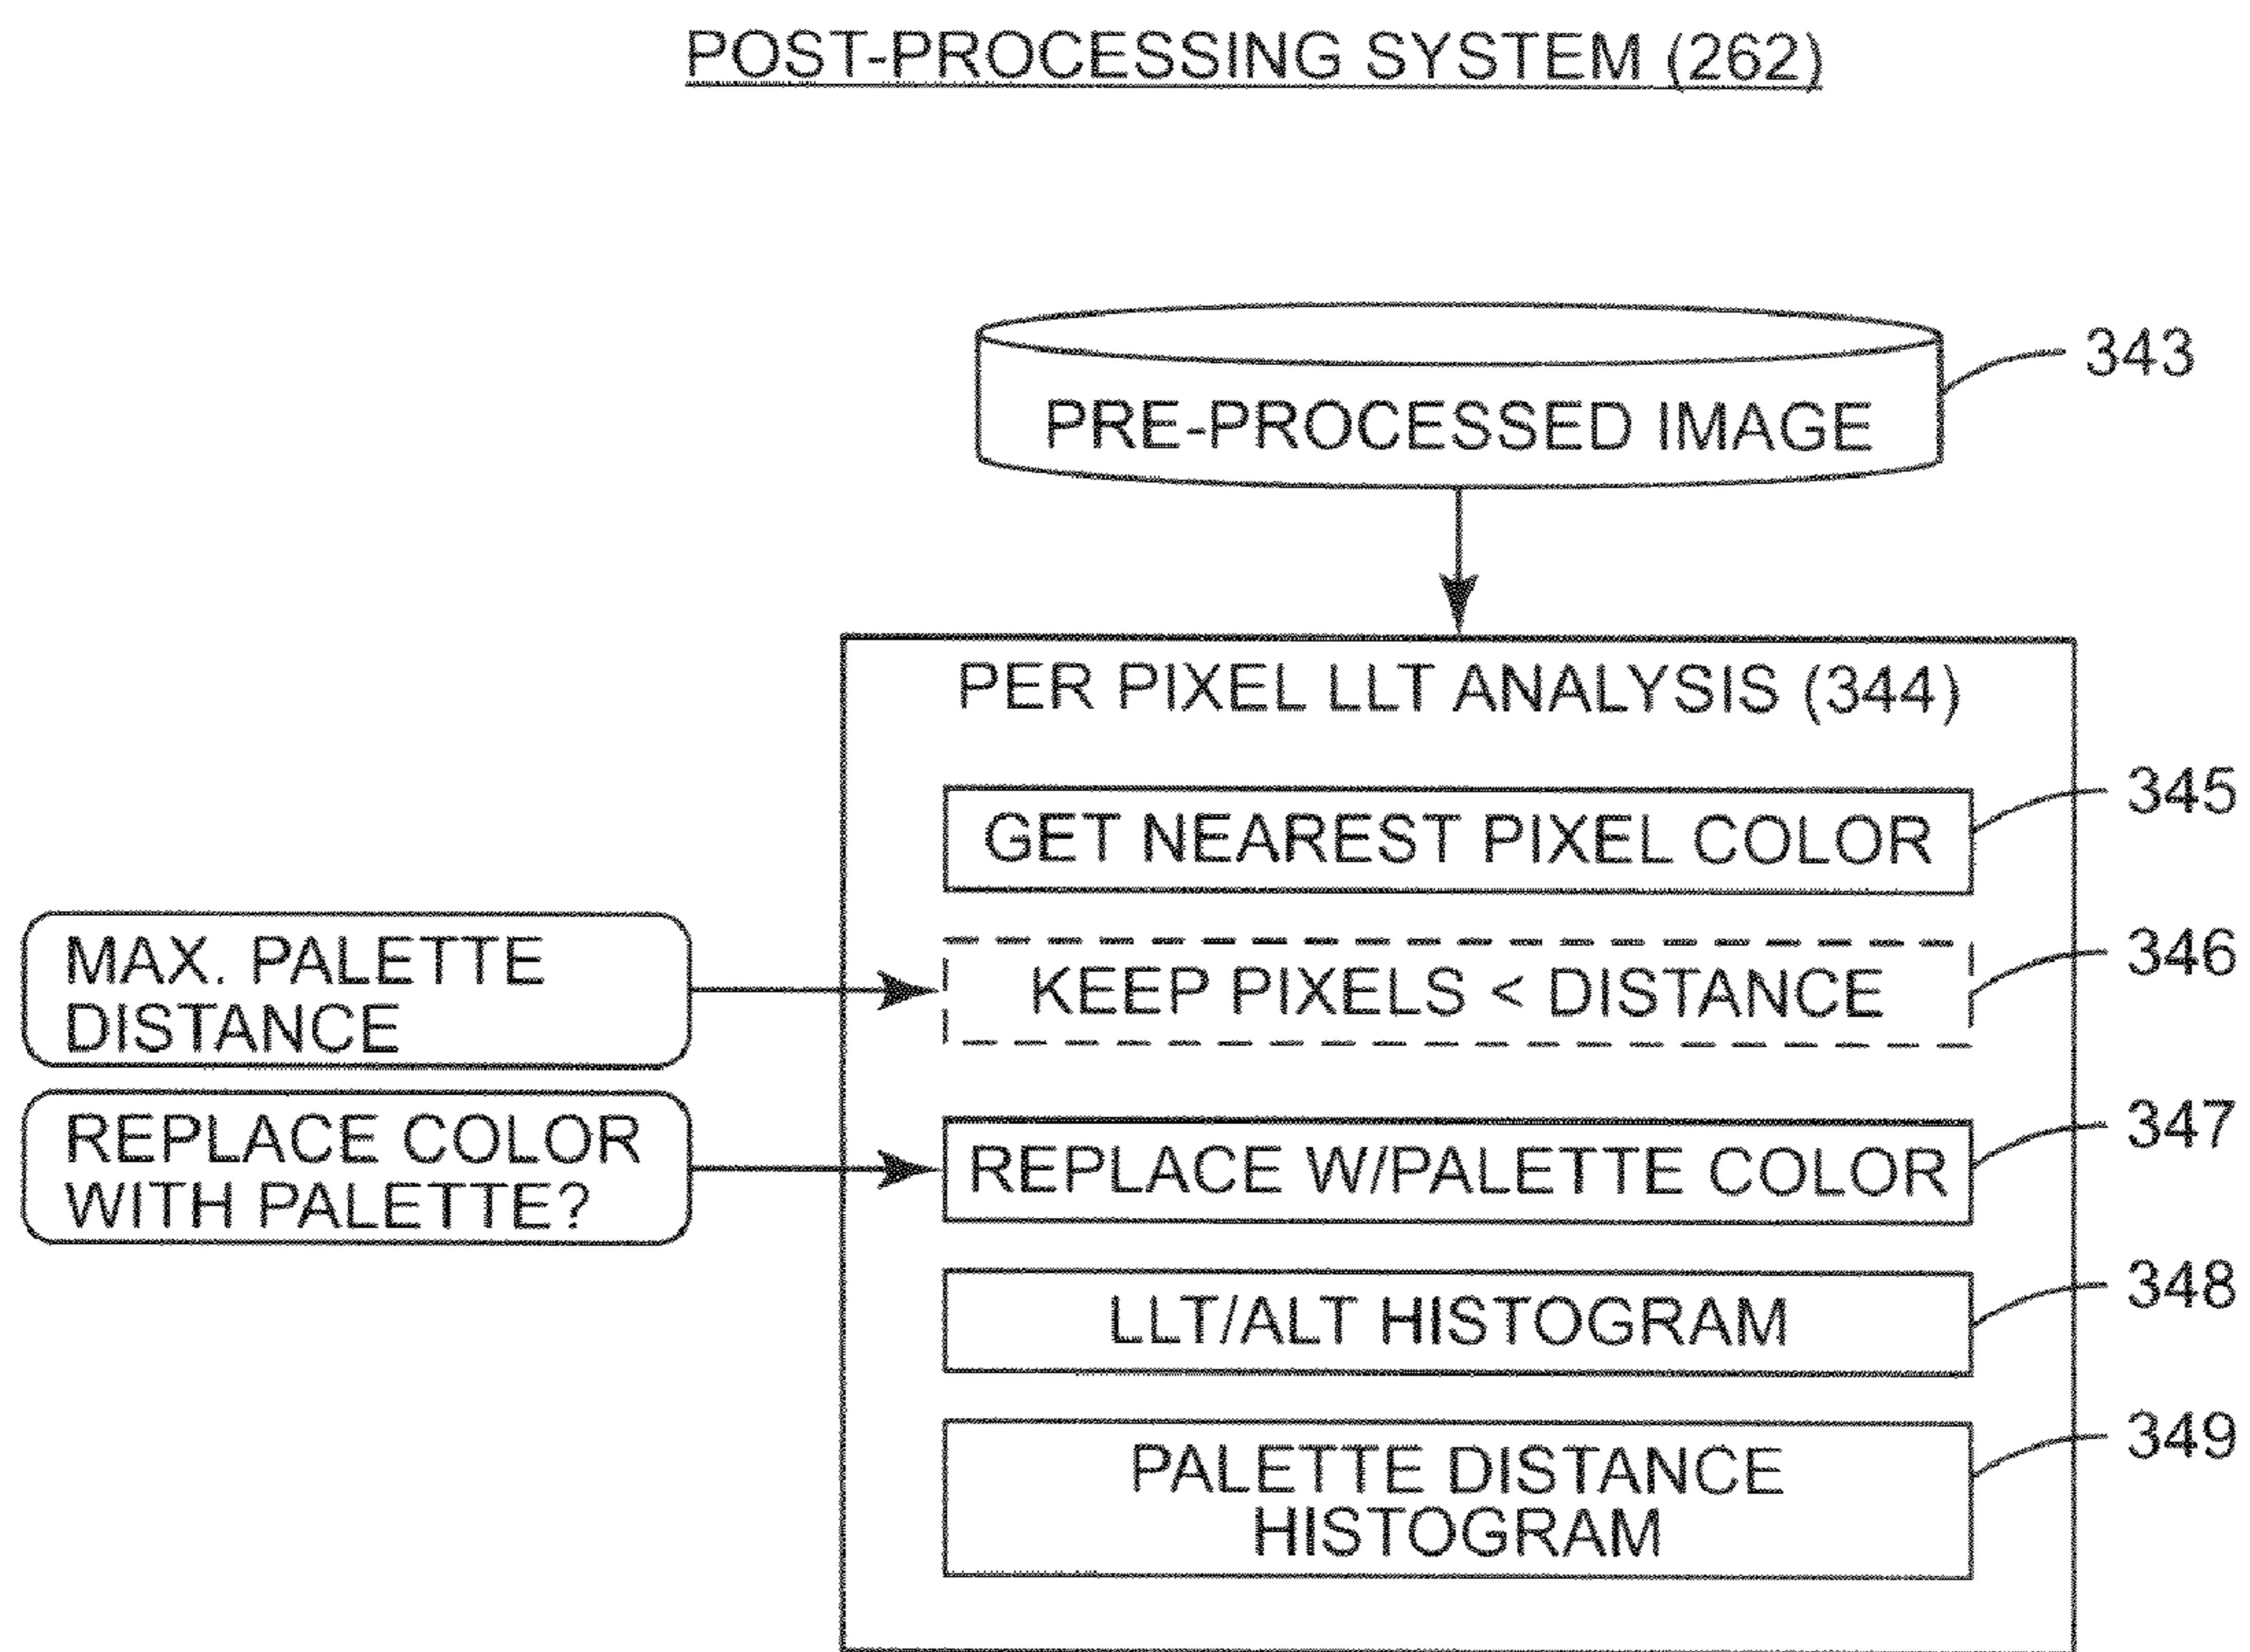 POST-PROCESSING SYSTEM (262)
PRE-PROCESSED IMAGE
343
PER PIXEL LLT ANALYSIS (344)
GET NEAREST PIXEL COLOR
345
MAX. PALETTE
DISTANCE
KEEP PIXELS < DISTANCE
346
REPLACE COLOR
WITH PALETTE?
REPLACE W/PALETTE COLOR
347
LLT/ALT HISTOGRAM
348
PALETTE DISTANCE
HISTOGRAM
349